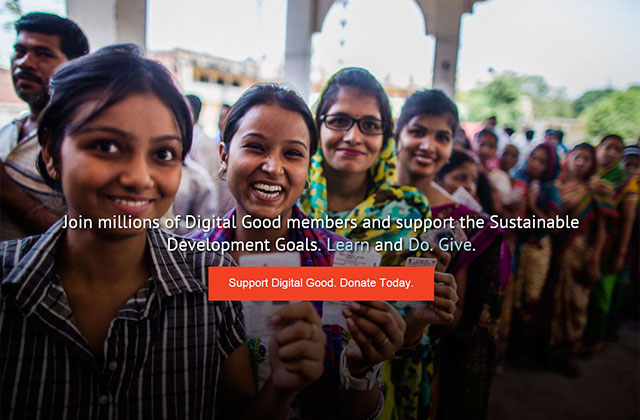 Join millions of Digital Good members and support the Sustainable
Development Goals. Learn and Do. Give.
Support Digital Good. Donate Today.